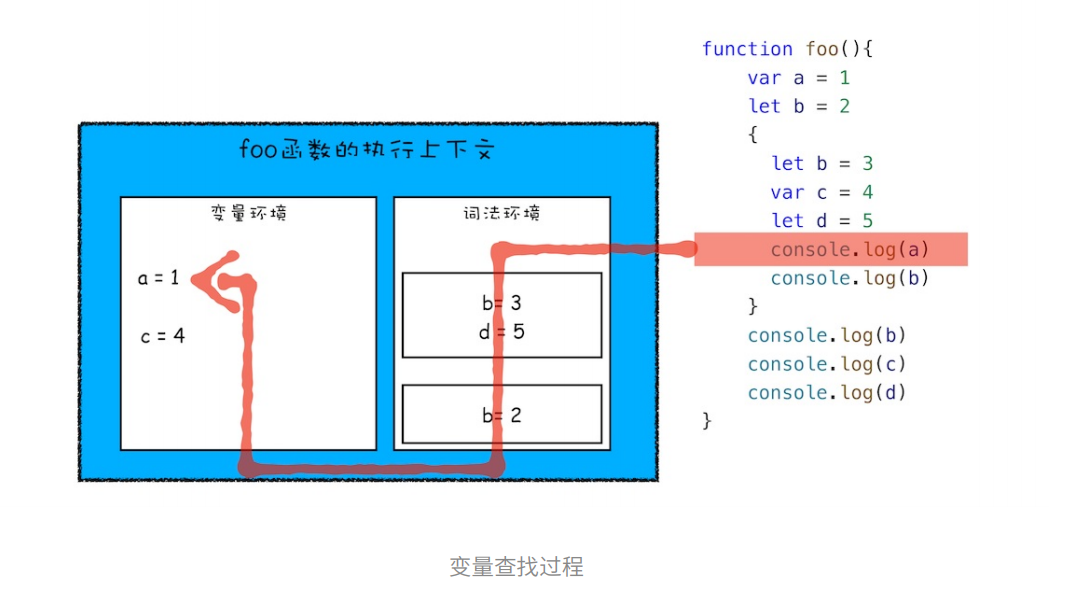 foo函数的执行上下文
变量环境
a = 1
c = 4
词法环境
b= 3
d = 5
b= 2
function foo(){
    var a = 1
    let b = 2
    {
      let b = 3
      var c = 4
      let d = 5
      console.log(a)
      console.log(b)
    }
    console.log(b)
    console.log(c)
    console.log(d)
}
变量查找过程